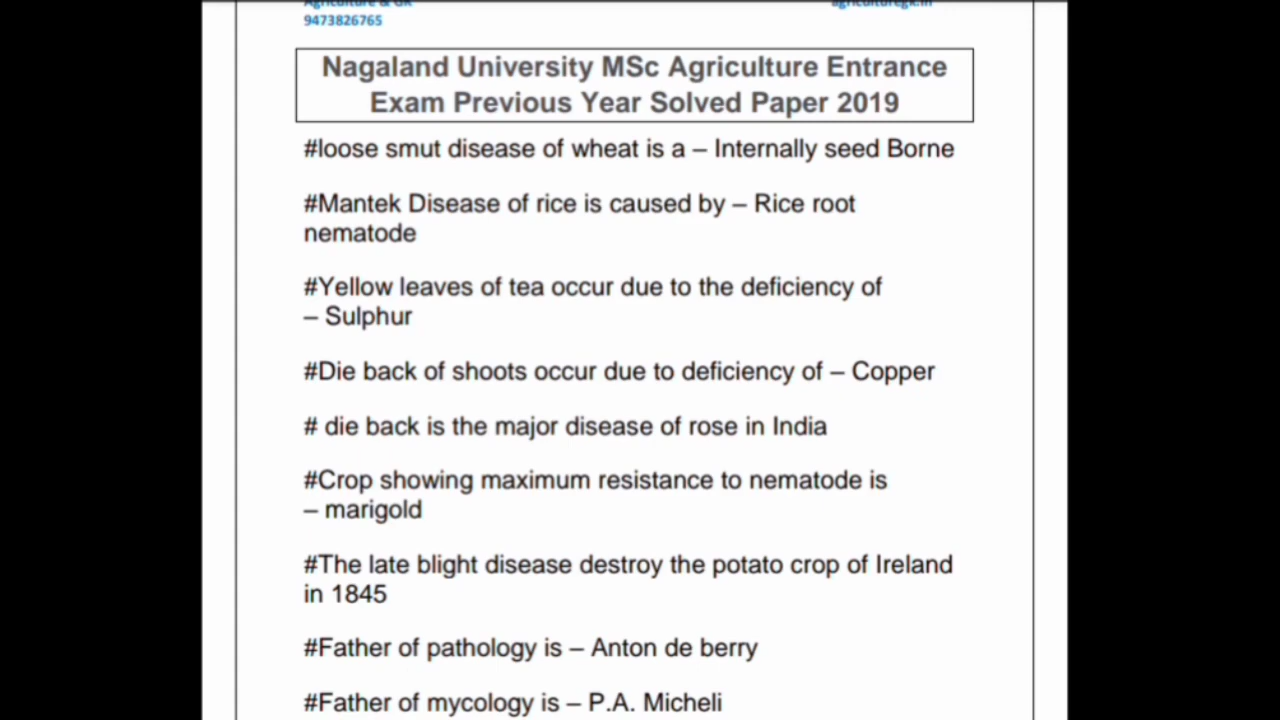 Agriculture & GK
agriculturegk.in
9473826765
Nagaland University MSc Agriculture Entrance
Exam Previous Year Solved Paper 2019
#loose smut disease of wheat is a – Internally seed Borne
#Mantek Disease of rice is caused by – Rice root
nematode
#Yellow leaves of tea occur due to the deficiency of
– Sulphur
#Die back of shoots occur due to deficiency of – Copper
# die back is the major disease of rose in India
#Crop showing maximum resistance to nematode is
– marigold
#The late blight disease destroy the potato crop of Ireland
in 1845
#Father of pathology is – Anton de berry
#Father of mycology is – P.A. Micheli